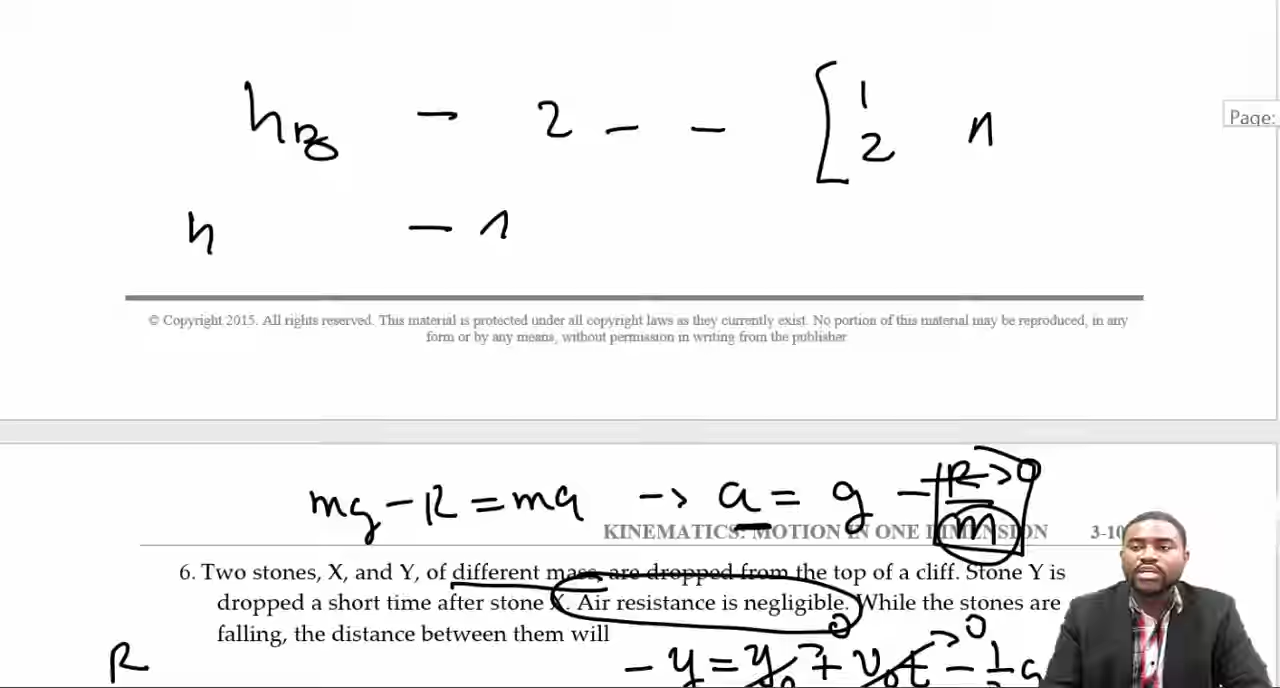 Page:
2 - - [ 1 2 n
h - 1
© Copyright 2015. All rights reserved. This material is protected under all copyright laws as they currently exist. No portion of this material may be reproduced, in any
form or by any means, without permission in writing from the publisher
mg - R = ma -> a = g - R/m
KINEMATICS: MOTION IN ONE DIMENSION 3-10
6. Two stones, X, and Y, of different mass, are dropped from the top of a cliff. Stone Y is
dropped a short time after stone X. Air resistance is negligible. While the stones are
falling, the distance between them will
R - y = y₀ + v₀t - 1